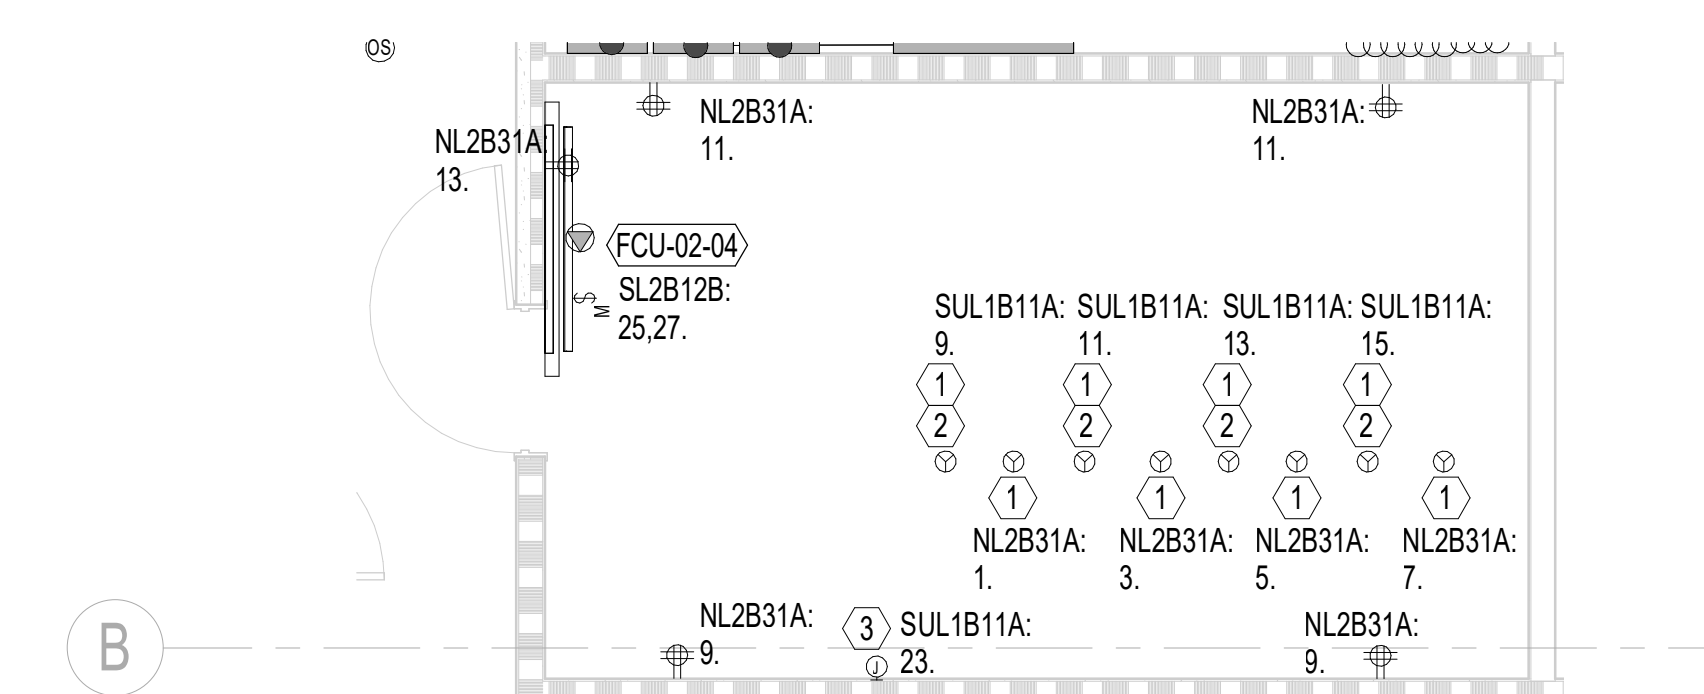 OS
NL2B31A:
11.
NL2B31A:
11.
NL2B31A:
13.
FCU-02-04
SL2B12B:
25,27.
S
M
SUL1B11A:
9.
SUL1B11A:
11.
SUL1B11A:
13.
SUL1B11A:
15.
1
2
1
2
1
2
1
2
1
1
1
1
NL2B31A:
1.
NL2B31A:
3.
NL2B31A:
5.
NL2B31A:
7.
B
NL2B31A:
9.
3
SUL1B11A:
23.
J
NL2B31A:
9.